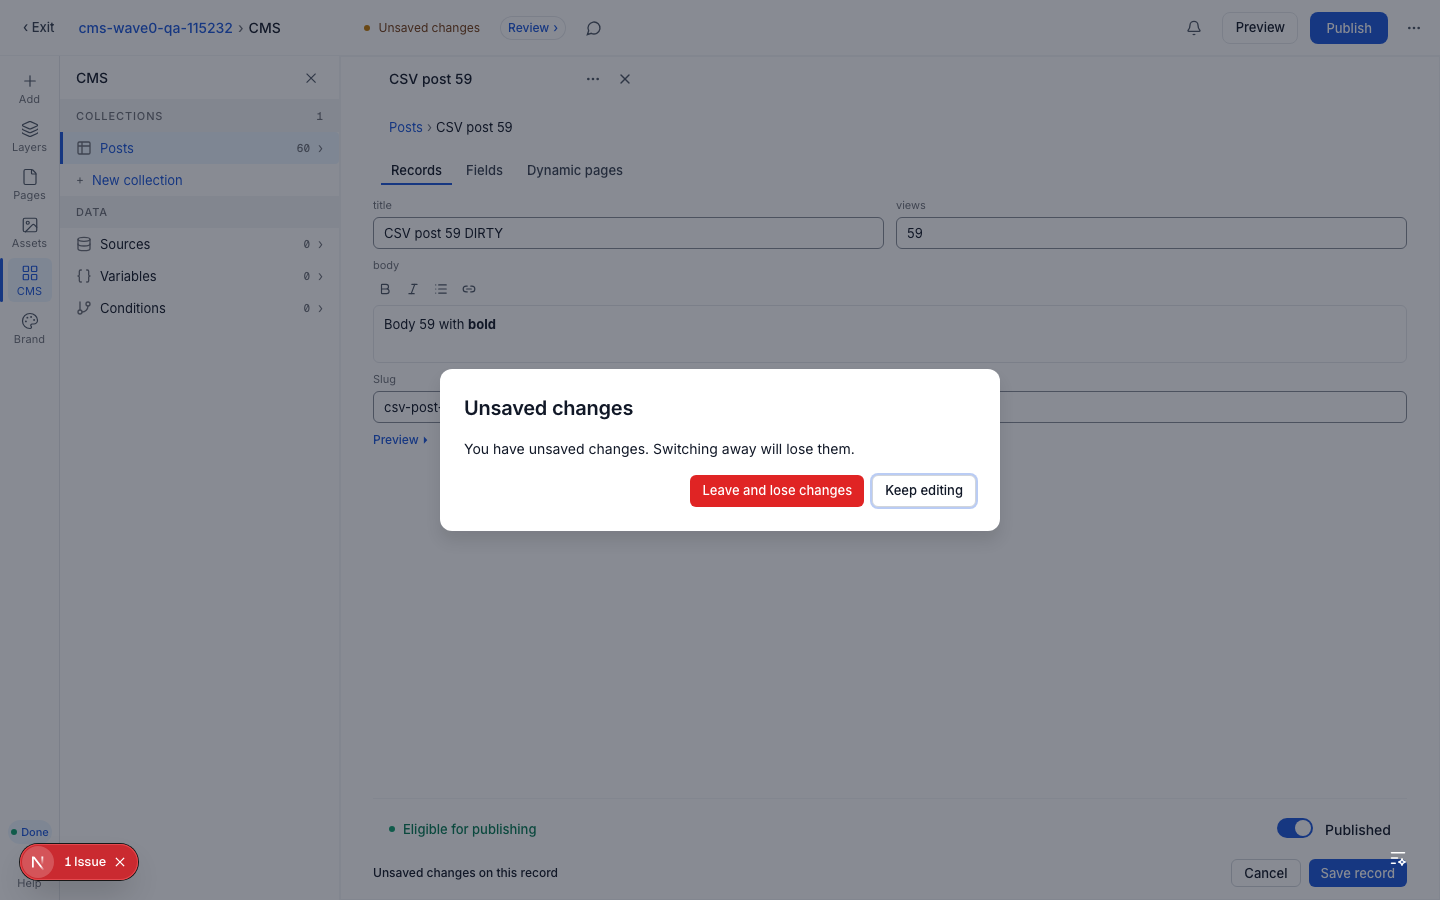 ‹ Exit
cms-wave0-qa-115232 › CMS
Unsaved changes
Review ›
Preview
Publish
Add
Layers
Pages
Assets
CMS
Brand
Done
Help
CMS
COLLECTIONS 1
Posts 60 ›
+ New collection
DATA
Sources 0 ›
Variables 0 ›
Conditions 0 ›
CSV post 59
Posts › CSV post 59
Records Fields Dynamic pages
title
CSV post 59 DIRTY
views
59
body
Body 59 with bold
Slug
csv-post-
Preview
Unsaved changes
You have unsaved changes. Switching away will lose them.
Leave and lose changes
Keep editing
Eligible for publishing
Published
Unsaved changes on this record
Cancel
Save record
N 1 Issue